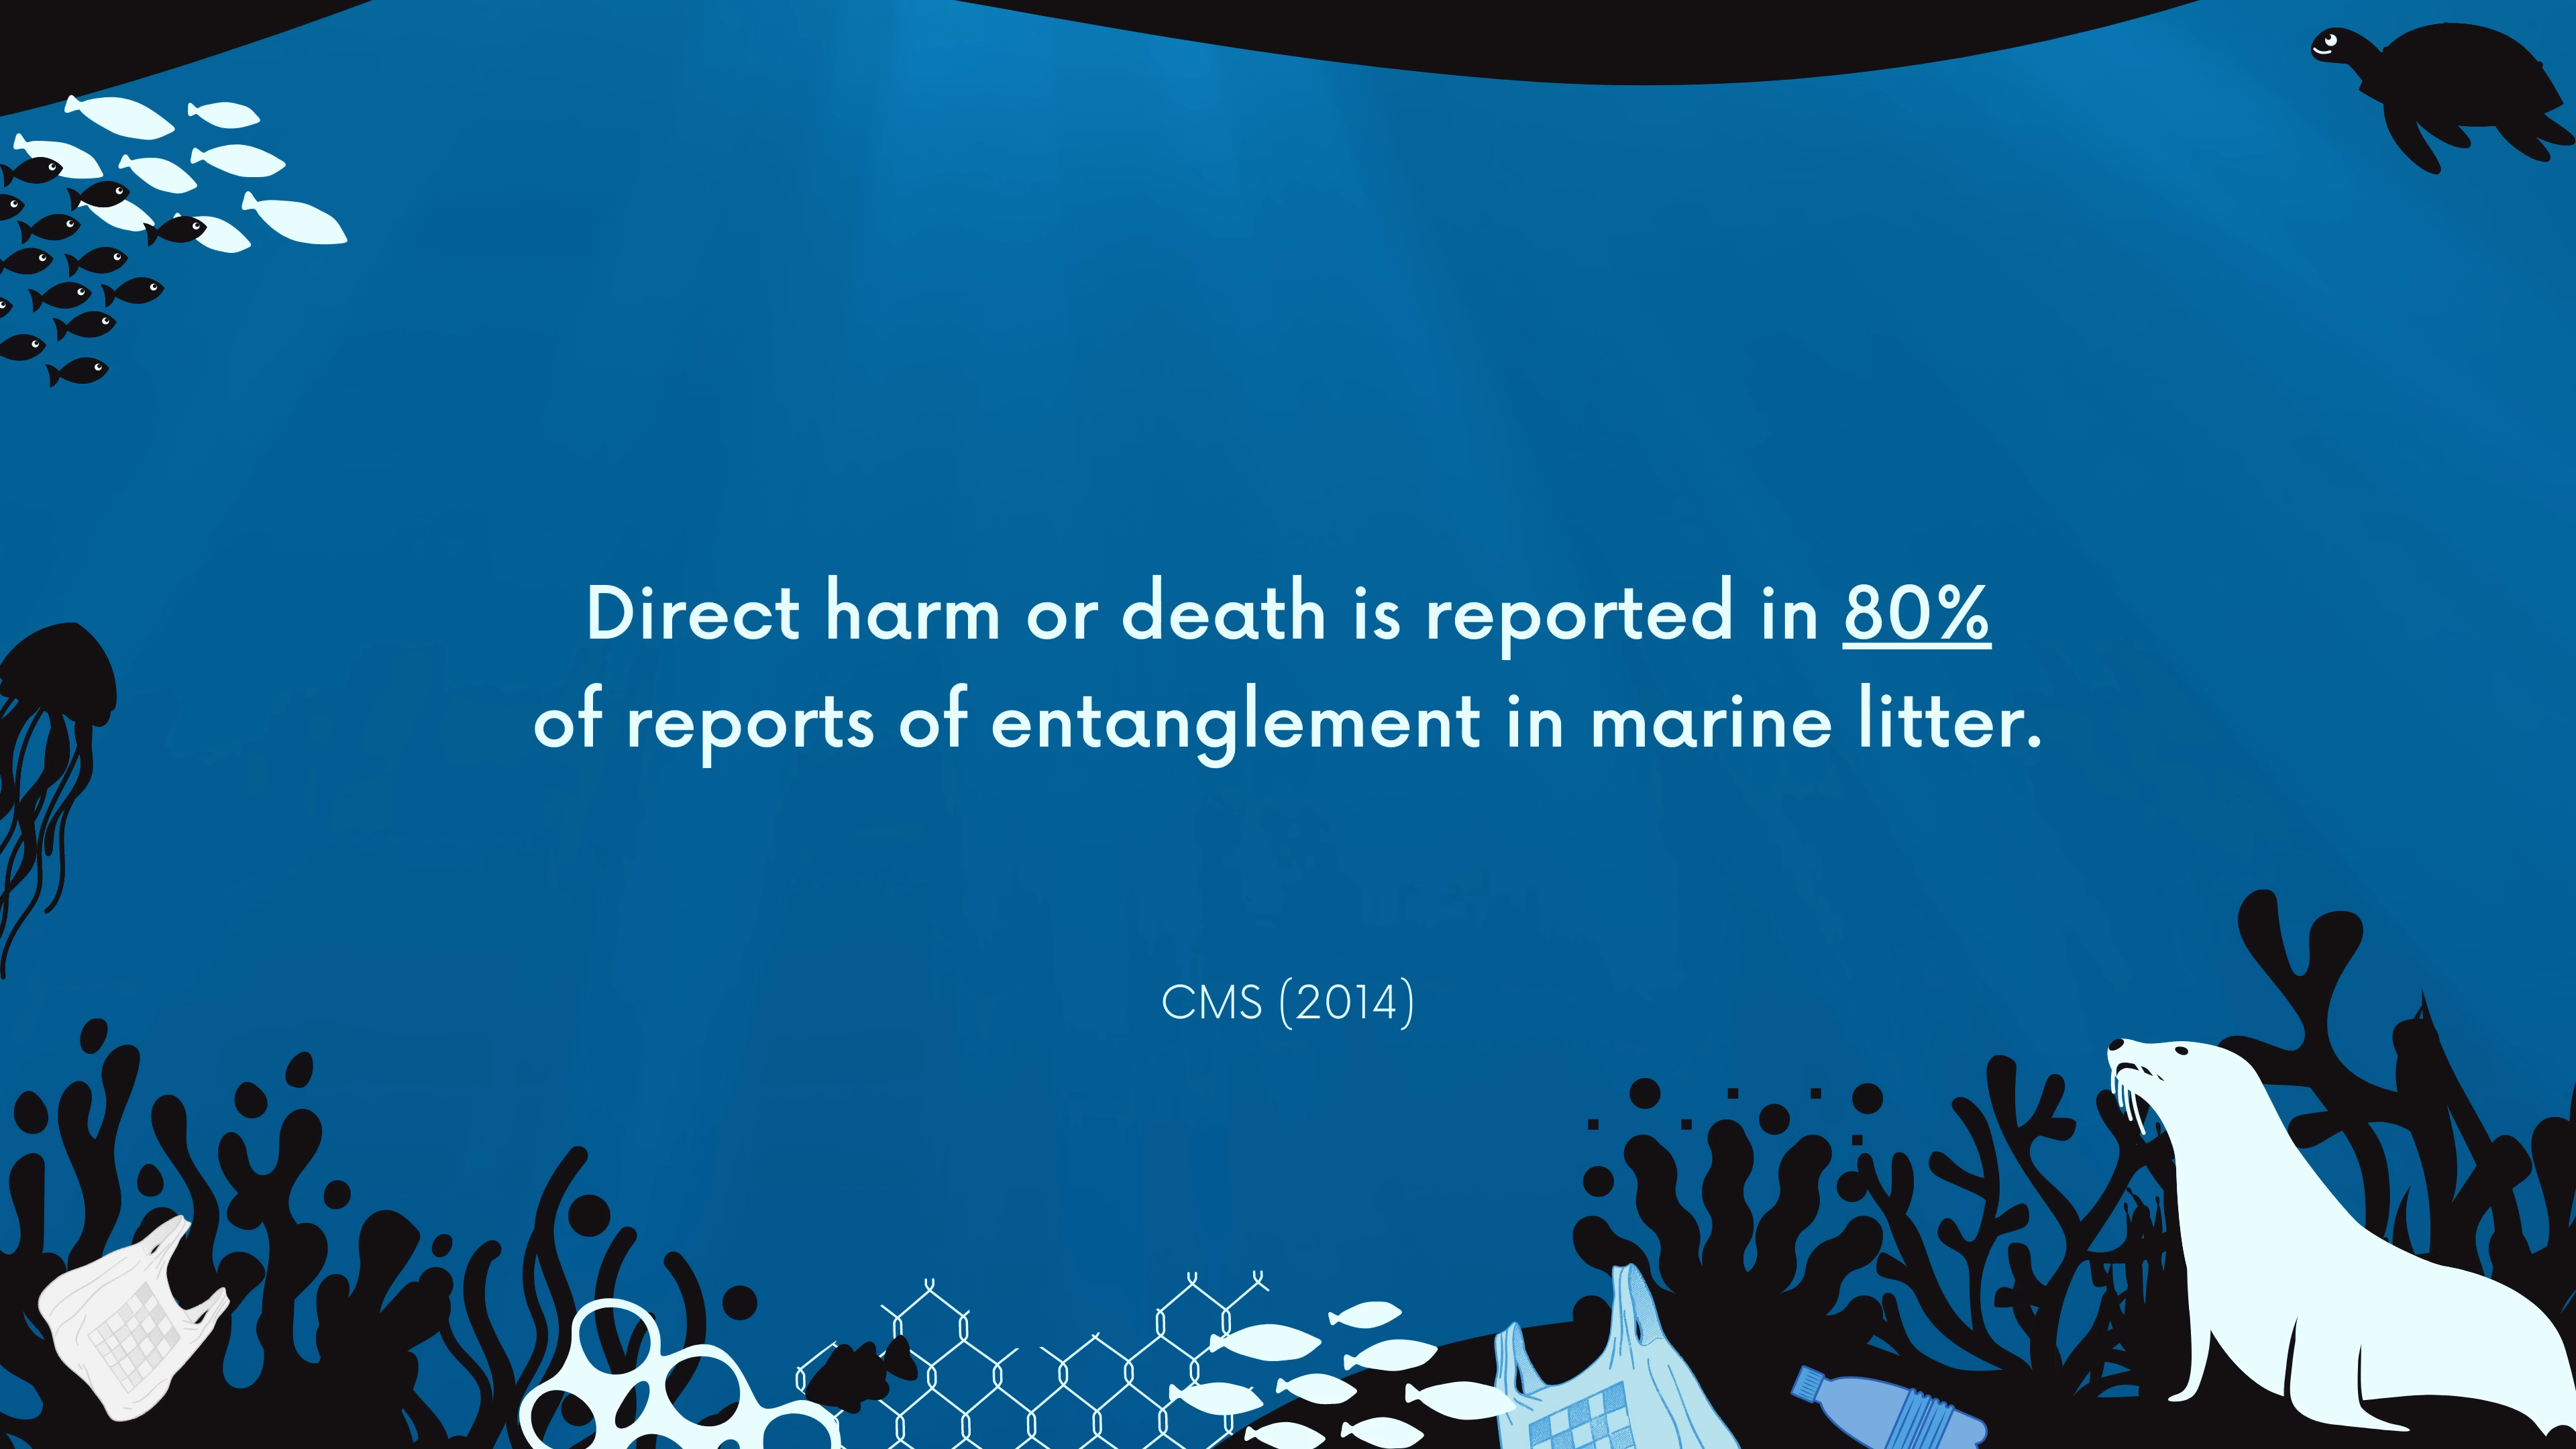 Direct harm or death is reported in 80%
of reports of entanglement in marine litter.
CMS (2014)